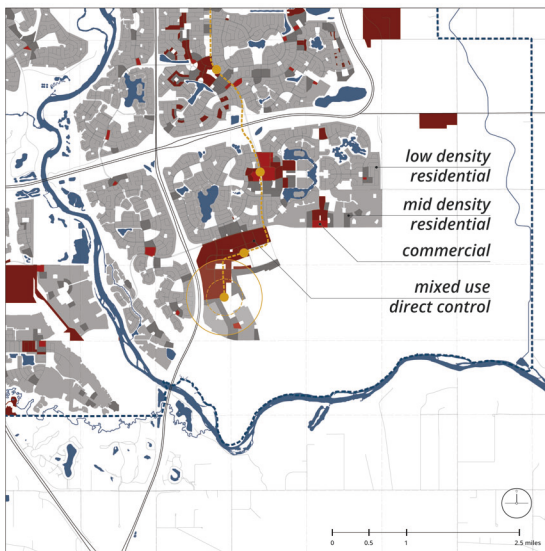 low density
residential
mid density
residential
commercial
mixed use
direct control
0 0.5 1 2.5 miles